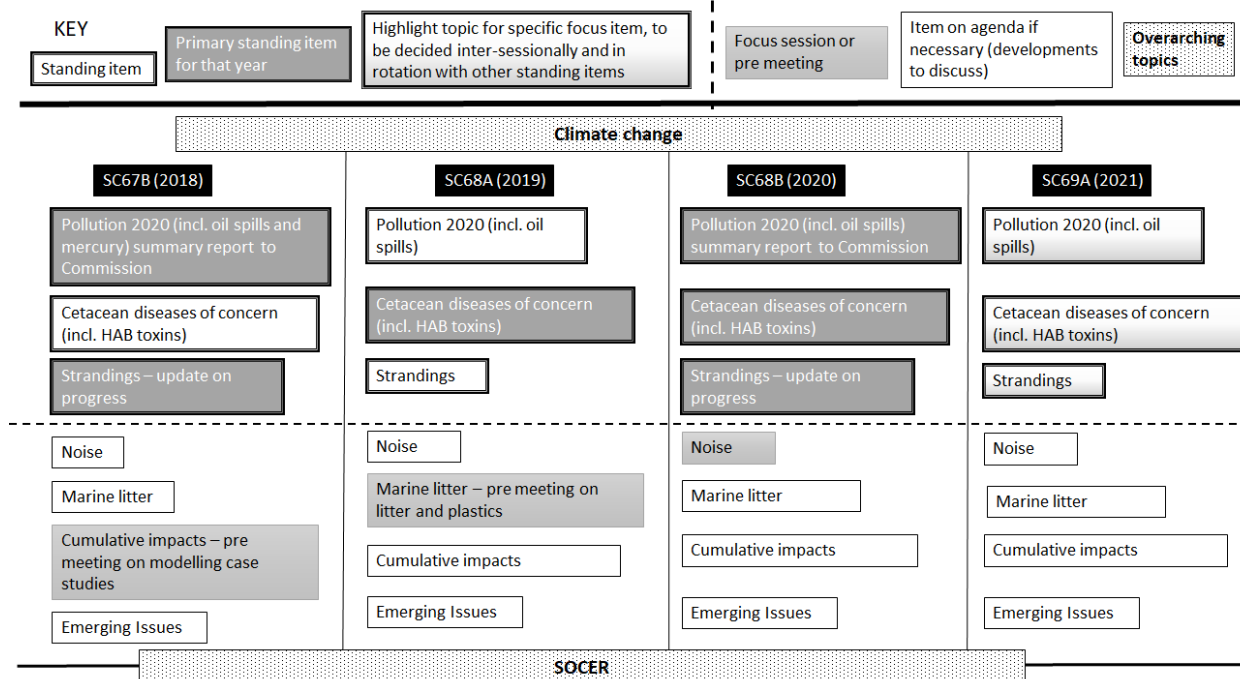 KEY
Standing item
Primary standing item
for that year
Highlight topic for specific focus item, to
be decided inter-sessionally and in
rotation with other standing items
Focus session or
pre meeting
Item on agenda if
necessary (developments
to discuss)
Overarching
topics
Climate change
SC67B (2018)
Pollution 2020 (incl. oil spills and
mercury) summary report to
Commission
Cetacean diseases of concern
(incl. HAB toxins)
Strandings – update on
progress
Noise
Marine litter
Cumulative impacts – pre
meeting on modelling case
studies
Emerging Issues
SC68A (2019)
Pollution 2020 (incl. oil
spills)
Cetacean diseases of concern
(incl. HAB toxins)
Strandings
Noise
Marine litter – pre meeting on
litter and plastics
Cumulative impacts
Emerging Issues
SC68B (2020)
Pollution 2020 (incl. oil spills)
summary report to Commission
Cetacean diseases of concern
(incl. HAB toxins)
Strandings – update on
progress
Noise
Marine litter
Cumulative impacts
Emerging Issues
SC69A (2021)
Pollution 2020 (incl. oil
spills)
Cetacean diseases of concern
(incl. HAB toxins)
Strandings
Noise
Marine litter
Cumulative impacts
Emerging Issues
SOCER